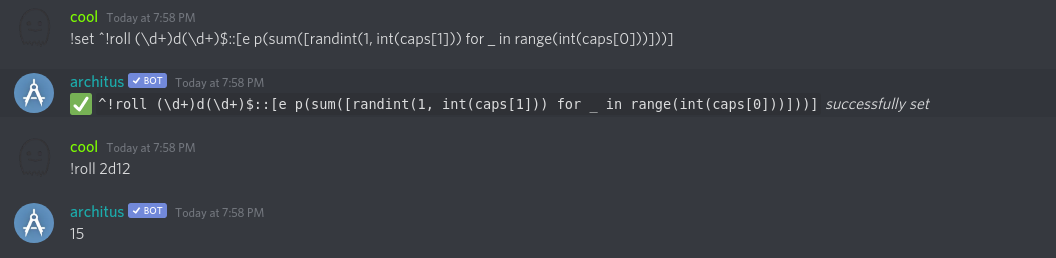 cool Today at 7:58 PM
!set ^!roll (\d+)d(\d+)$::[e p(sum([randint(1, int(caps[1])) for _ in range(int(caps[0]))]))]
architus ✓ BOT Today at 7:58 PM
✅ ^!roll (\d+)d(\d+)$::[e p(sum([randint(1, int(caps[1])) for _ in range(int(caps[0]))]))] successfully set
cool Today at 7:58 PM
!roll 2d12
architus ✓ BOT Today at 7:58 PM
15